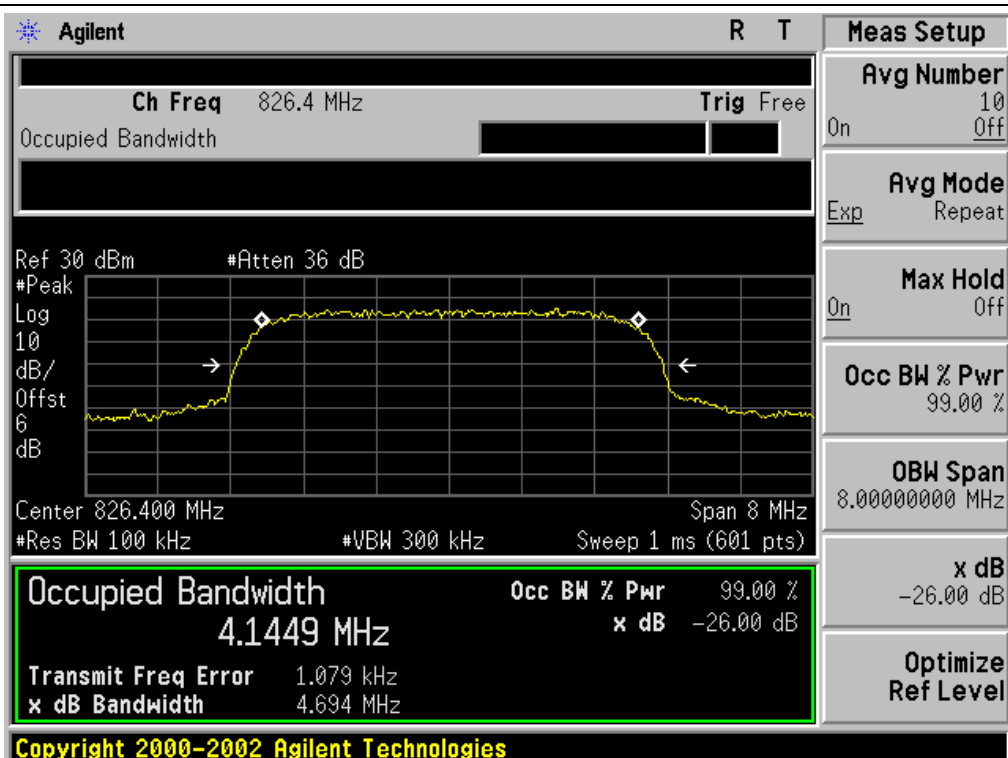 Agilent R T
Meas Setup
Ch Freq 826.4 MHz Trig Free
Occupied Bandwidth
Ref 30 dBm #Atten 36 dB
#Peak
Log
10
dB/
Offst
6
dB
Center 826.400 MHz Span 8 MHz
#Res BW 100 kHz #VBW 300 kHz Sweep 1 ms (601 pts)
Occupied Bandwidth
4.1449 MHz
Occ BW % Pwr 99.00 %
x dB -26.00 dB
Transmit Freq Error 1.079 kHz
x dB Bandwidth 4.694 MHz
Avg Number
10
On Off
Avg Mode
Exp Repeat
Max Hold
On Off
Occ BW % Pwr
99.00 %
OBW Span
8.00000000 MHz
x dB
-26.00 dB
Optimize
Ref Level
Copyright 2000-2002 Agilent Technologies